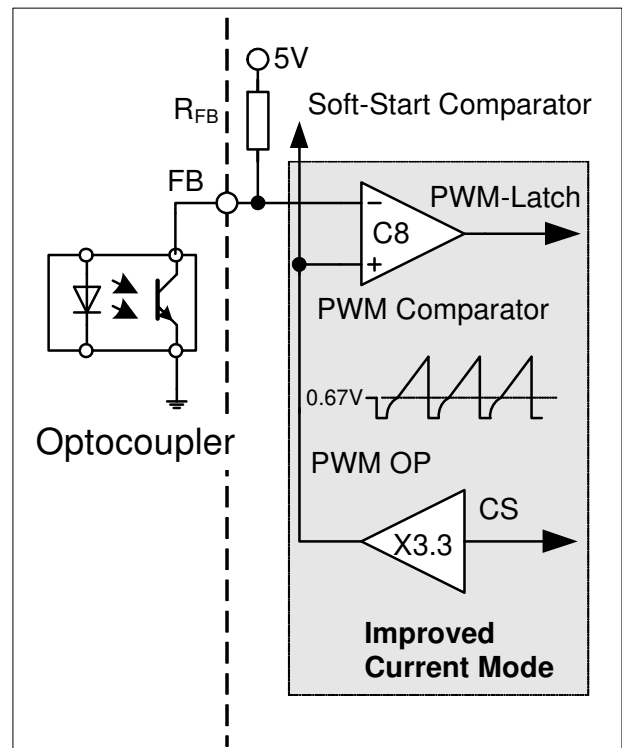 5V
R_FB
Soft-Start Comparator
FB
PWM-Latch
−
C8
+
PWM Comparator
0.67V
Optocoupler
PWM OP
CS
X3.3
Improved
Current Mode